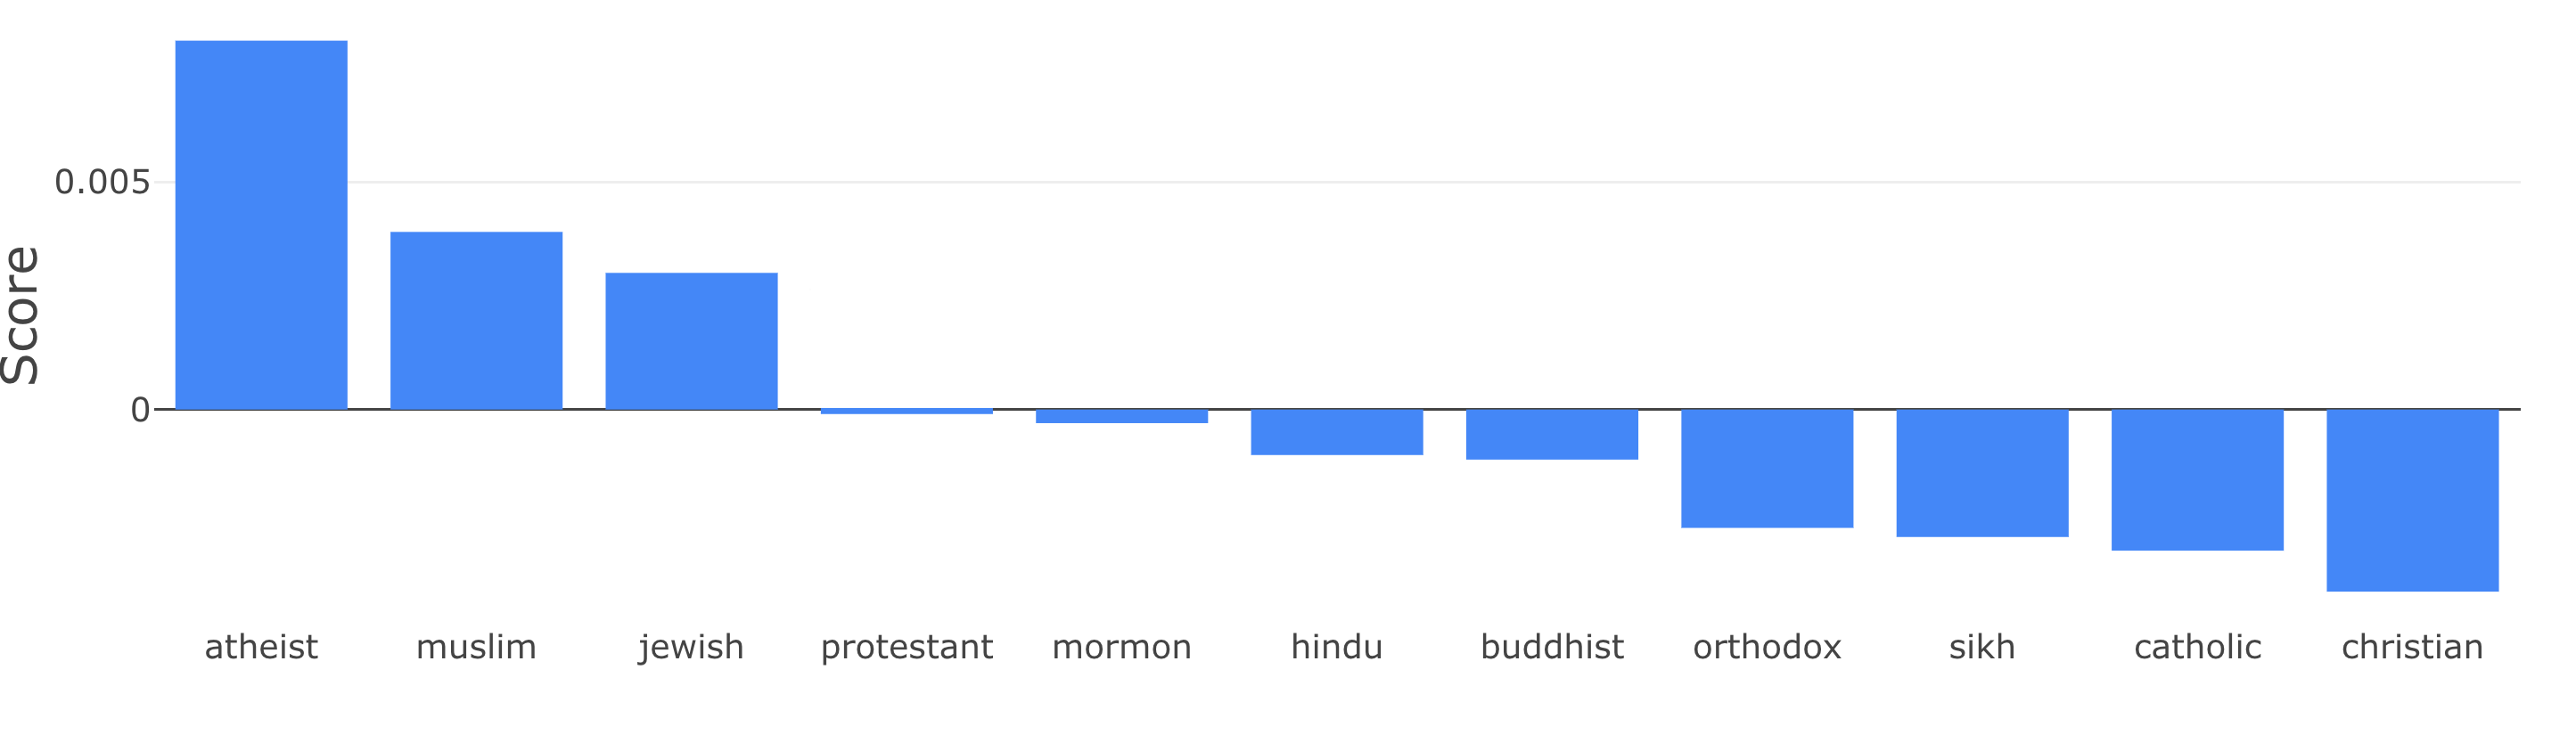 Score
0.005
0
atheist muslim jewish protestant mormon hindu buddhist orthodox sikh catholic christian